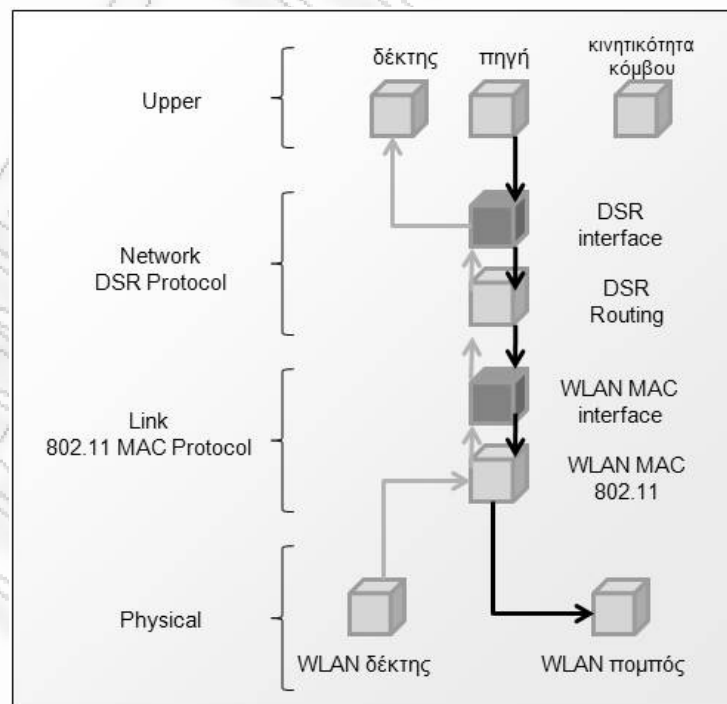 δέκτης
πηγή
κινητικότητα
κόμβου
Upper
Network
DSR Protocol
DSR
interface
DSR
Routing
Link
802.11 MAC Protocol
WLAN MAC
interface
WLAN MAC
802.11
Physical
WLAN δέκτης
WLAN πομπός